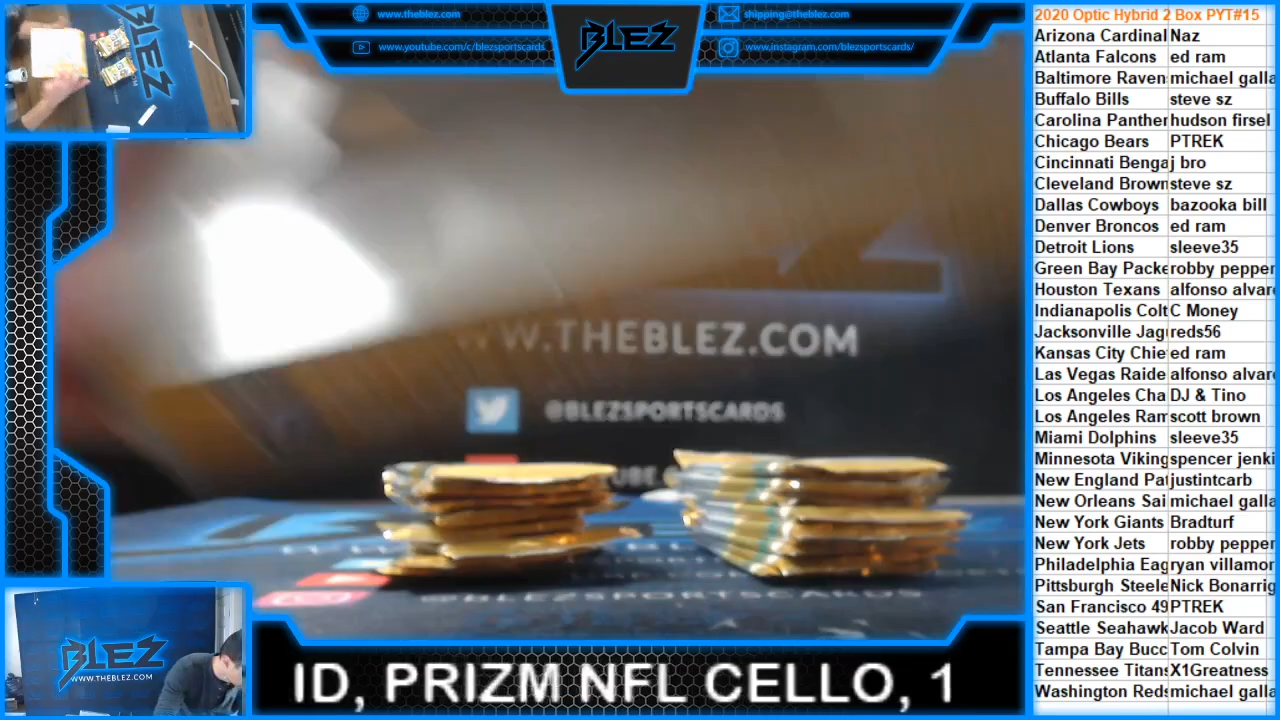 www.theblez.com
www.youtube.com/c/blezsportscards
BLEZ
shipping@theblez.com
www.instagram.com/blezsportscards/
BLEZ
WWW.THEBLEZ.COM
@BLEZSPORTSCARDS
@BLEZSPORTSCARDS
BLEZ
WWW.THEBLEZ.COM
ID, PRIZM NFL CELLO, 1
2020 Optic Hybrid 2 Box PYT#15
Arizona Cardinal Naz
Atlanta Falcons ed ram
Baltimore Raven michael galla
Buffalo Bills steve sz
Carolina Panther hudson firsel
Chicago Bears PTREK
Cincinnati Benga j bro
Cleveland Brown steve sz
Dallas Cowboys bazooka bill
Denver Broncos ed ram
Detroit Lions sleeve35
Green Bay Packe robby pepper
Houston Texans alfonso alvar
Indianapolis Colt C Money
Jacksonville Jag reds56
Kansas City Chie ed ram
Las Vegas Raide alfonso alvar
Los Angeles Cha DJ & Tino
Los Angeles Ram scott brown
Miami Dolphins sleeve35
Minnesota Viking spencer jenki
New England Pa justintcarb
New Orleans Sai michael galla
New York Giants Bradturf
New York Jets robby pepper
Philadelphia Eag ryan villamor
Pittsburgh Steele Nick Bonarrig
San Francisco 49 PTREK
Seattle Seahawk Jacob Ward
Tampa Bay Bucc Tom Colvin
Tennessee Titans X1Greatness
Washington Reds michael galla